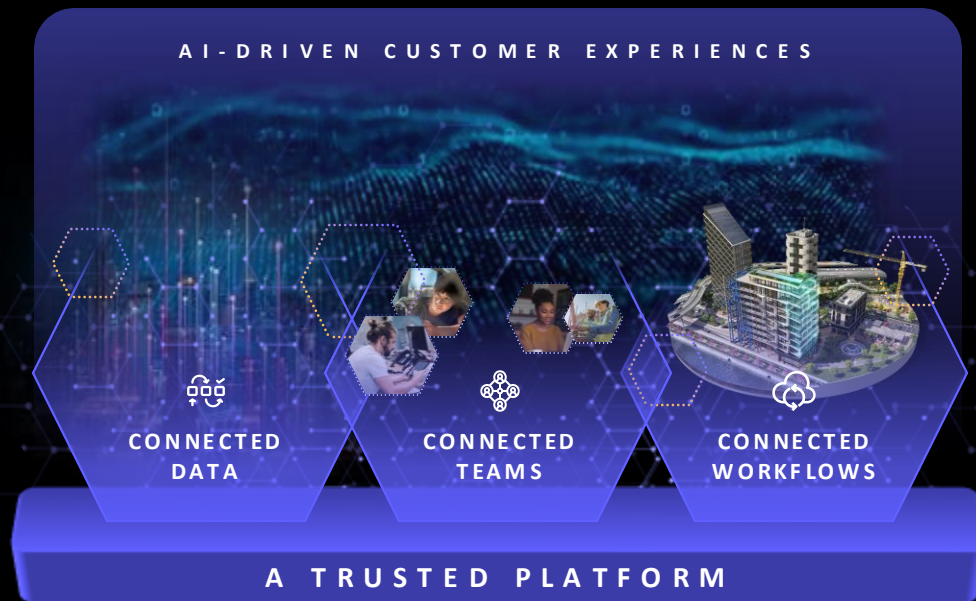 AI-DRIVEN CUSTOMER EXPERIENCES
CONNECTED
DATA
CONNECTED
TEAMS
CONNECTED
WORKFLOWS
A TRUSTED PLATFORM